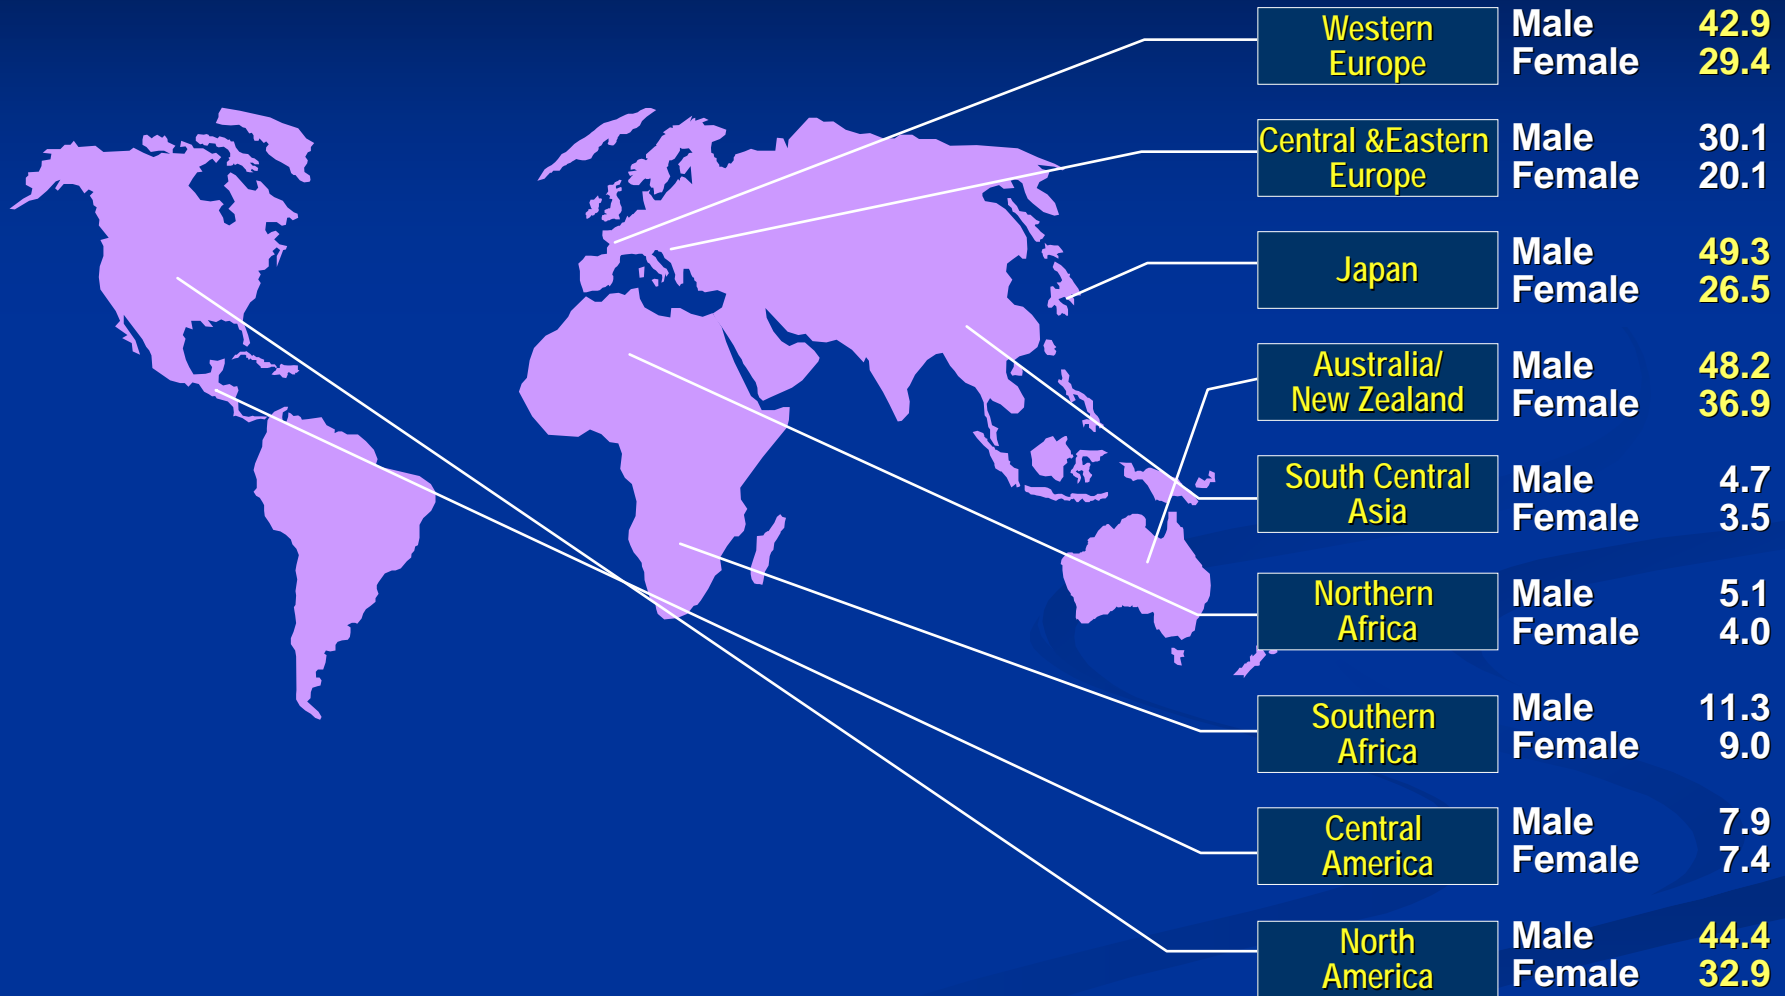 Western
Europe
Male 42.9
Female 29.4
Central &Eastern
Europe
Male 30.1
Female 20.1
Japan
Male 49.3
Female 26.5
Australia/
New Zealand
Male 48.2
Female 36.9
South Central
Asia
Male 4.7
Female 3.5
Northern
Africa
Male 5.1
Female 4.0
Southern
Africa
Male 11.3
Female 9.0
Central
America
Male 7.9
Female 7.4
North
America
Male 44.4
Female 32.9